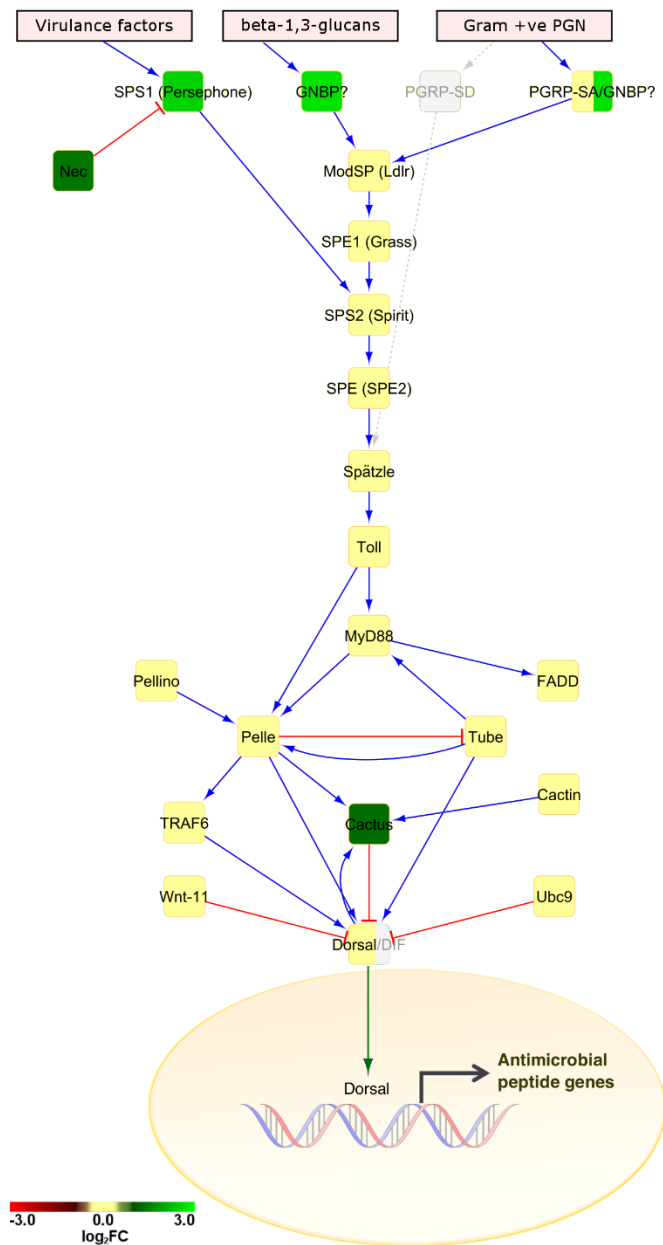 Virulance factors
beta-1,3-glucans
Gram +ve PGN
SPS1 (Persephone)
GNBP?
PGRP-SD
PGRP-SA/GNBP?
Nec
ModSP (Ldlr)
SPE1 (Grass)
SPS2 (Spirit)
SPE (SPE2)
Spätzle
Toll
MyD88
Pellino
FADD
Pelle
Tube
TRAF6
Cactus
Cactin
Wnt-11
Ubc9
Dorsal/DIF
Dorsal
Antimicrobial
peptide genes
-3.0 0.0 3.0
log₂FC